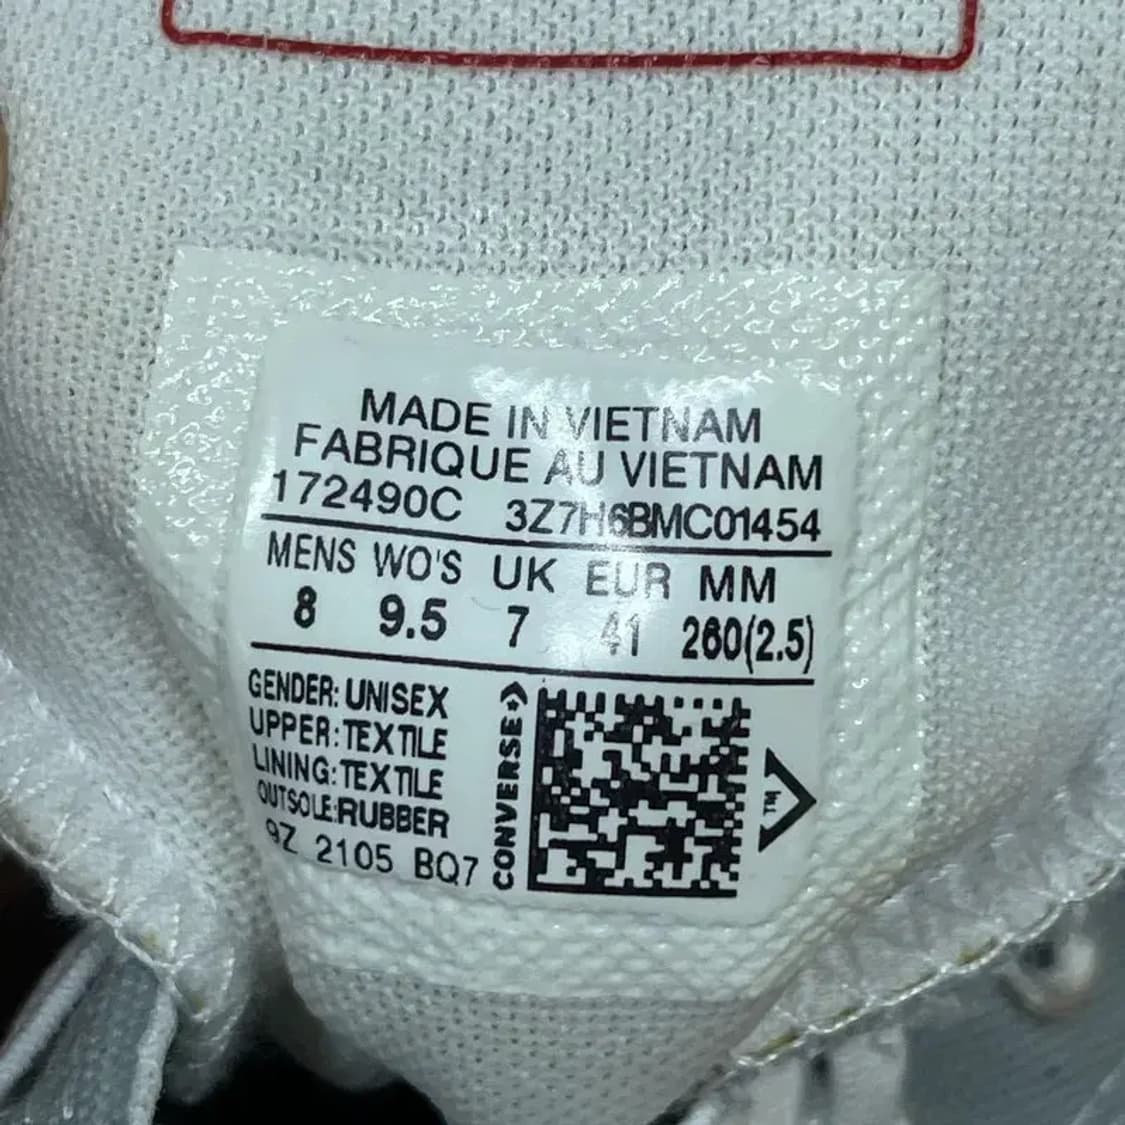 MADE IN VIETNAM
FABRIQUE AU VIETNAM
172490C 3Z7H6BMC01454
MENS WO'S UK EUR MM
8 9.5 7 41 260(2.5)
GENDER: UNISEX
UPPER: TEXTILE
LINING: TEXTILE
OUTSOLE: RUBBER
9Z 2105 BQ7
CONVERSE